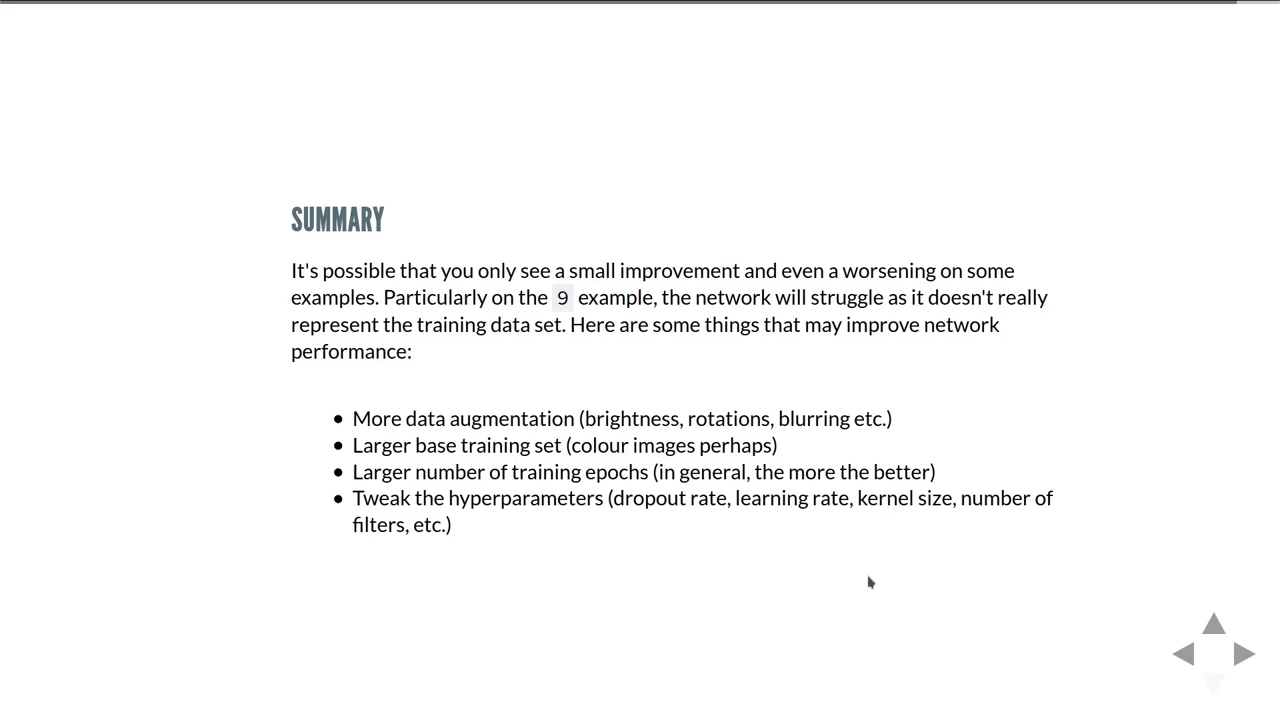 SUMMARY
It's possible that you only see a small improvement and even a worsening on some
examples. Particularly on the 9 example, the network will struggle as it doesn't really
represent the training data set. Here are some things that may improve network
performance:
• More data augmentation (brightness, rotations, blurring etc.)
• Larger base training set (colour images perhaps)
• Larger number of training epochs (in general, the more the better)
• Tweak the hyperparameters (dropout rate, learning rate, kernel size, number of
filters, etc.)